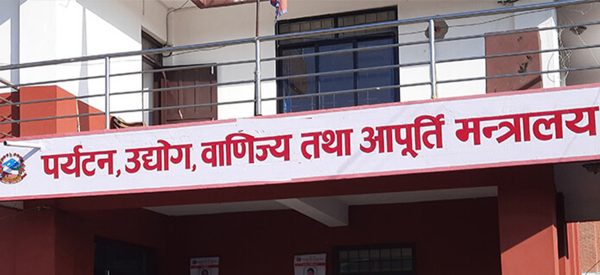 पर्यटन, उद्योग, वाणिज्य तथा आपूर्ति मन्त्रालय